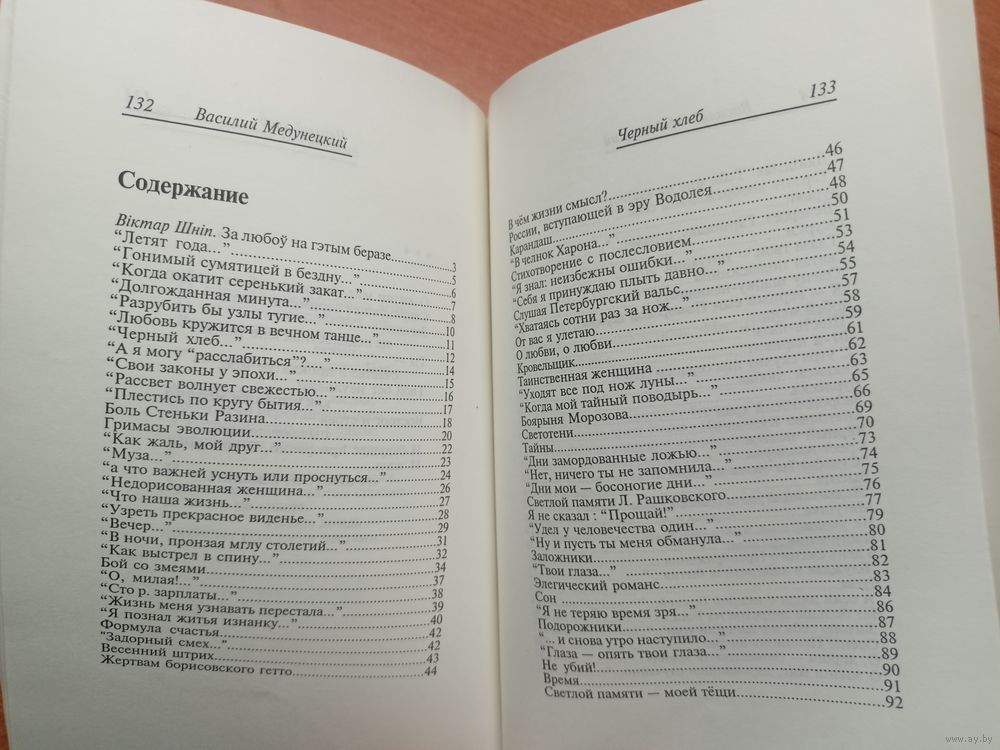 132
Василий Медунецкий
Содержание
Віктар Шніп. За любоў на гэтым беразе...3
“Летят года...”...5
“Гонимый сумятицей в бездну...”...6
“Когда окатит серенький закат...”...7
“Долгожданная минута...”...8
“Разрубить бы узлы тугие...”...10
“Любовь кружится в вечном танце...”...11
“Черный хлеб...”...12
“А я могу “расслабиться”?...”...14
“Свои законы у эпохи...”...15
“Рассвет волнует свежестью...”...16
“Плестись по кругу бытия...”...17
Боль Стеньки Разина...18
Гримасы эволюции...20
“Как жаль, мой друг...”...22
“Муза...”...23
“а что важней уснуть или проснуться...”...24
“Недорисованная женщина...”...26
“Что наша жизнь...”...27
“Узреть прекрасное виденье...”...28
“Вечер...”...29
“В ночи, пронзая мглу столетий...”...31
“Как выстрел в спину...”...32
Бой со змеями...34
“О, милая!...”...37
“Сто р. зарплаты...”...38
“Жизнь меня узнавать перестала...”...39
“Я познал житья изнанку...”...40
Формула счастья...42
"Задорный смех..."...42
Весенний штрих...43
Жертвам борисовского гетто...44
133
Черный хлеб
В чём жизни смысл?...46
России, вступающей в эру Водолея...47
Карандаш...48
“В челнок Харона...”...50
Стихотворение с послесловием...51
“Я знал: неизбежны ошибки...”...53
“Себя я принуждаю плыть давно...”...54
Слушая Петербургский вальс...55
“Хватаясь сотни раз за нож...”...57
От вас я улетаю...58
О любви, о любви...59
Кровельщик...61
Таинственная женщина...62
“Уходят все под нож луны...”...63
“Когда мой тайный поводырь...”...65
Боярыня Морозова...66
Светотени...69
Тайны...70
“Дни замордованные ложью...”...73
“Нет, ничего ты не запомнила...”...74
“Дни мои — босоногие дни...”...75
Светлой памяти Л. Рашковского...76
Я не сказал : “Прощай!”...77
“Удел у человечества один...”...79
“Ну и пусть ты меня обманула...”...80
Заложники...81
“Твои глаза...”...82
Элегический романс...83
Сон...84
“Я не теряю время зря...”...86
Подорожники...87
“... и снова утро наступило...”...88
“Глаза — опять твои глаза...”...89
Не убий!...90
Время...91
Светлой памяти — моей тёщи...92
www.ay.by